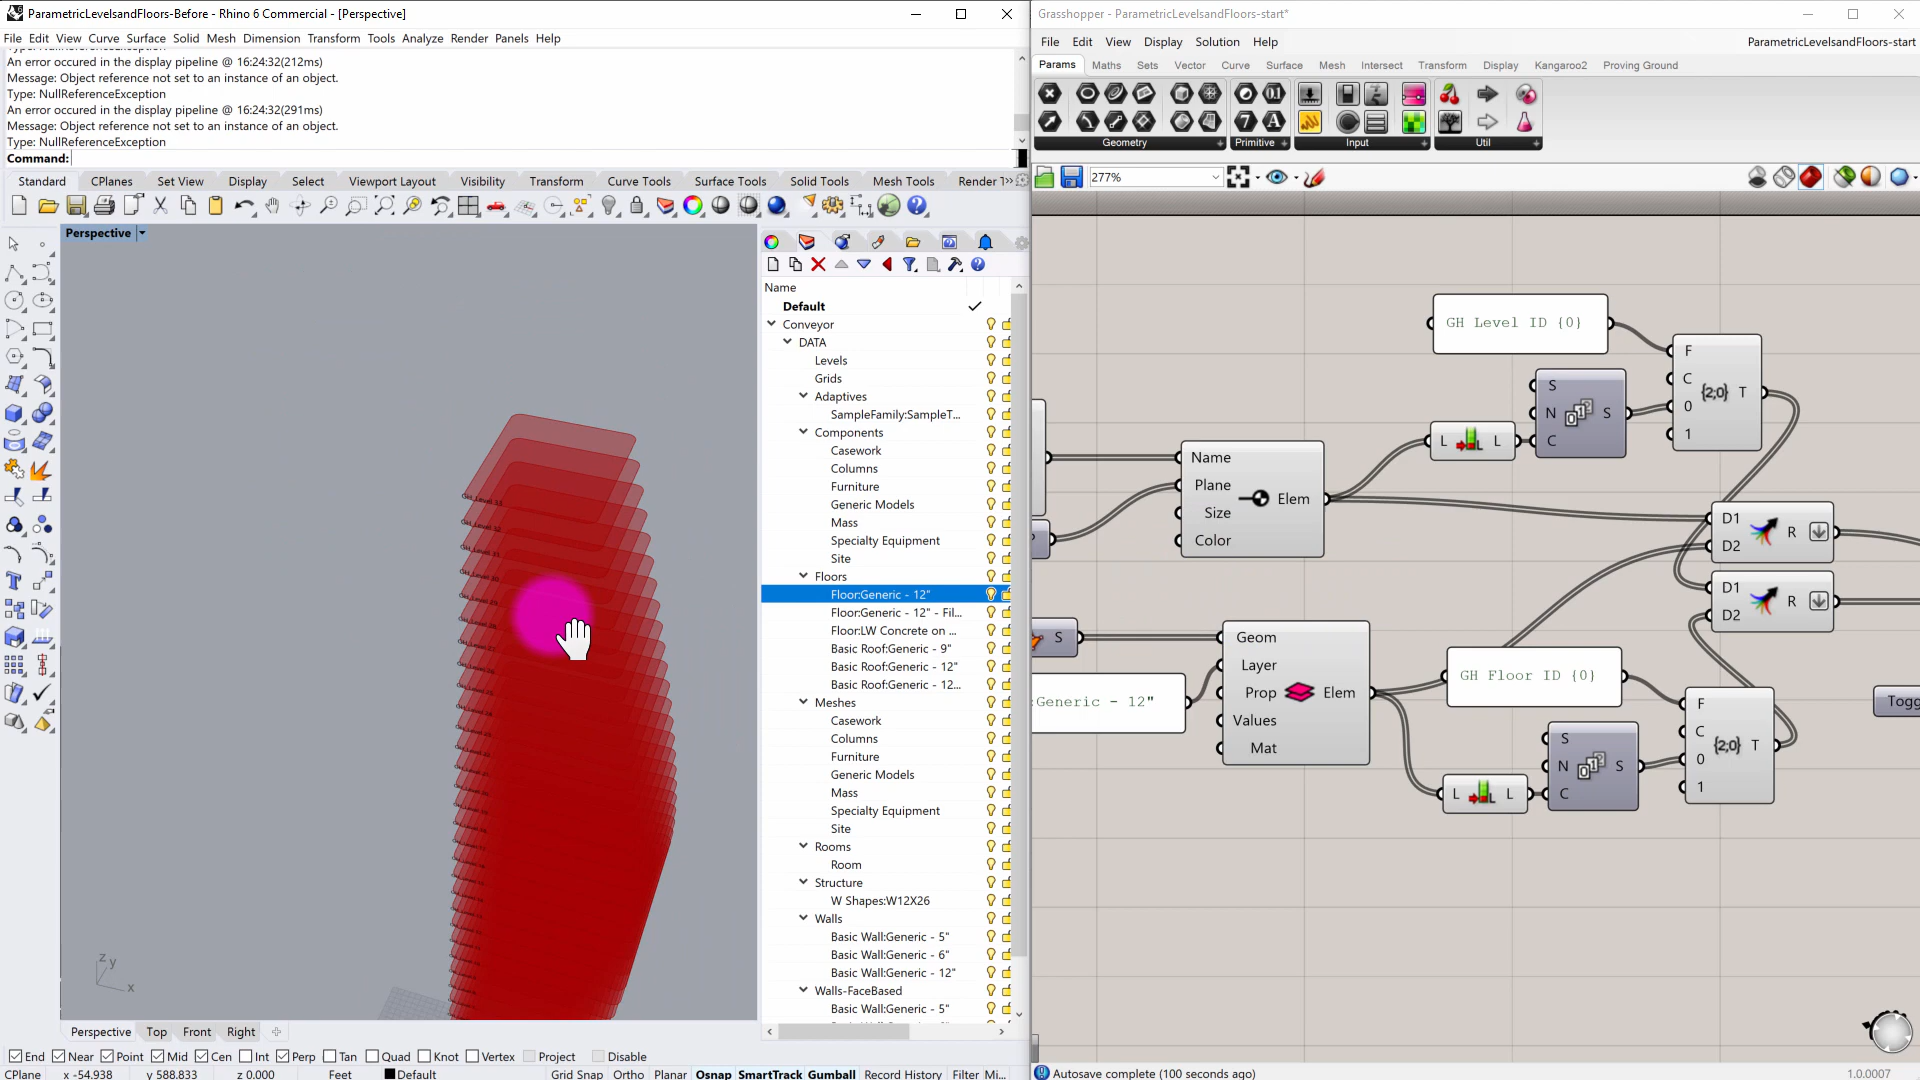 ParametricLevelsandFloors-Before - Rhino 6 Commercial - [Perspective]
File Edit View Curve Surface Solid Mesh Dimension Transform Tools Analyze Render Panels Help
Type: NullReferenceException
An error occured in the display pipeline @ 16:24:32(212ms)
Message: Object reference not set to an instance of an object.
Type: NullReferenceException
An error occured in the display pipeline @ 16:24:32(291ms)
Message: Object reference not set to an instance of an object.
Type: NullReferenceException
Command:
Standard CPlanes Set View Display Select Viewport Layout Visibility Transform Curve Tools Surface Tools Solid Tools Mesh Tools Render T»
Perspective
Name
Default
Conveyor
DATA
Levels
Grids
Adaptives
SampleFamily:SampleT...
Components
Casework
Columns
Furniture
Generic Models
Mass
Specialty Equipment
Site
Floors
Floor:Generic - 12"
Floor:Generic - 12" - Fil...
Floor:LW Concrete on ...
Basic Roof:Generic - 9"
Basic Roof:Generic - 12"
Basic Roof:Generic - 12...
Meshes
Casework
Columns
Furniture
Generic Models
Mass
Specialty Equipment
Site
Rooms
Room
Structure
W Shapes:W12X26
Walls
Basic Wall:Generic - 5"
Basic Wall:Generic - 6"
Basic Wall:Generic - 12"
Walls-FaceBased
Basic Wall:Generic - 5"
z y
x
Perspective Top Front Right
End Near Point Mid Cen Int Perp Tan Quad Knot Vertex Project Disable
CPlane x -54.938 y 588.833 z 0.000 Feet Default Grid Snap Ortho Planar Osnap SmartTrack Gumball Record History Filter Mi...
Grasshopper - ParametricLevelsandFloors-start*
File Edit View Display Solution Help
ParametricLevelsandFloors-start
Params Maths Sets Vector Curve Surface Mesh Intersect Transform Display Kangaroo2 Proving Ground
Geometry Primitive Input Util
277%
GH Level ID {0}
F
C
0
1
{2;0} T
S
N S
C
L L
Name
Plane
Size
Color
Elem
D1
D2
R
D1
D2
R
S
Geom
Layer
Prop
Values
Mat
Elem
:Generic - 12"
GH Floor ID {0}
F
C
0
1
{2;0} T
S
N S
C
L L
Togg
Autosave complete (100 seconds ago)
1.0.0007